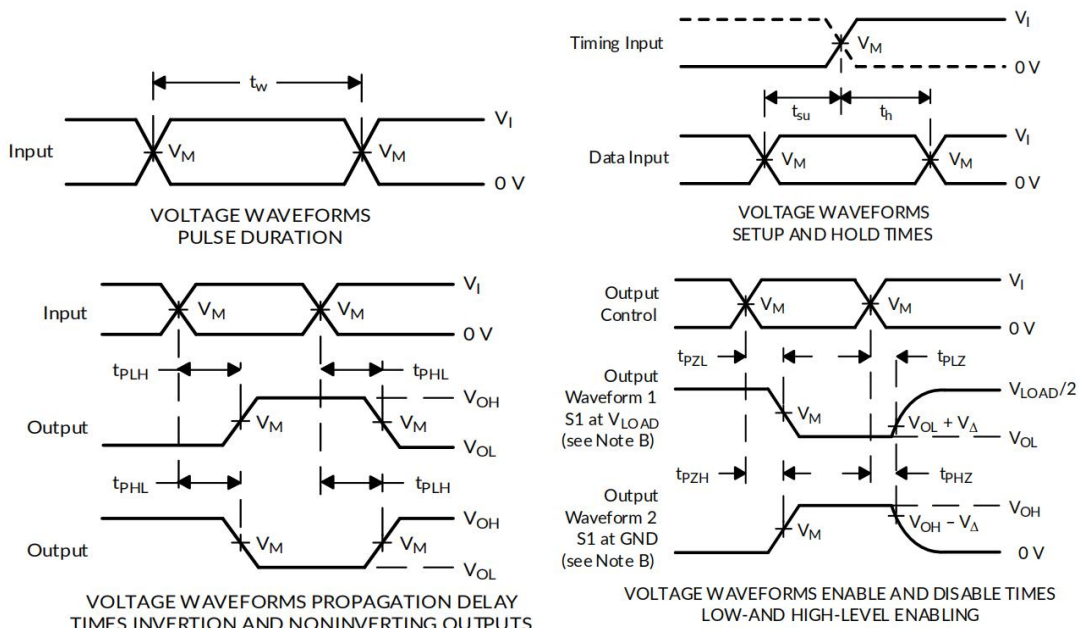 t_w
V_I
Input
V_M
V_M
0 V
VOLTAGE WAVEFORMS
PULSE DURATION
V_I
Timing Input
V_M
0 V
t_su
t_h
V_I
Data Input
V_M
V_M
0 V
VOLTAGE WAVEFORMS
SETUP AND HOLD TIMES
V_I
Input
V_M
V_M
0 V
t_PLH
t_PHL
V_OH
Output
V_M
V_M
V_OL
t_PHL
t_PLH
V_OH
Output
V_M
V_M
V_OL
VOLTAGE WAVEFORMS PROPAGATION DELAY
TIMES INVERTION AND NONINVERTING OUTPUTS
V_I
Output
Control
V_M
V_M
0 V
t_PZL
t_PLZ
Output
Waveform 1
S1 at V_LOAD
(see Note B)
V_LOAD/2
V_M
V_OL + V_Δ
V_OL
t_PZH
t_PHZ
Output
Waveform 2
S1 at GND
(see Note B)
V_OH
V_M
V_OH − V_Δ
0 V
VOLTAGE WAVEFORMS ENABLE AND DISABLE TIMES
LOW-AND HIGH-LEVEL ENABLING